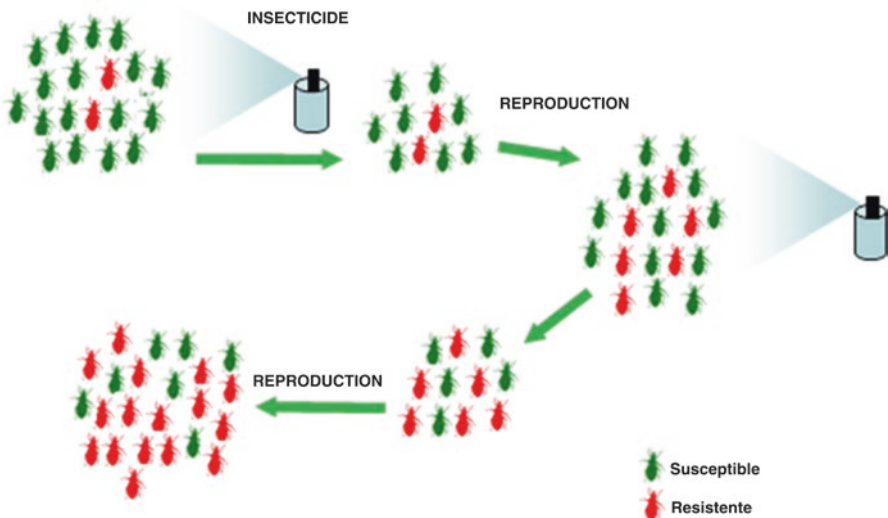 INSECTICIDE
REPRODUCTION
REPRODUCTION
Susceptible
Resistente